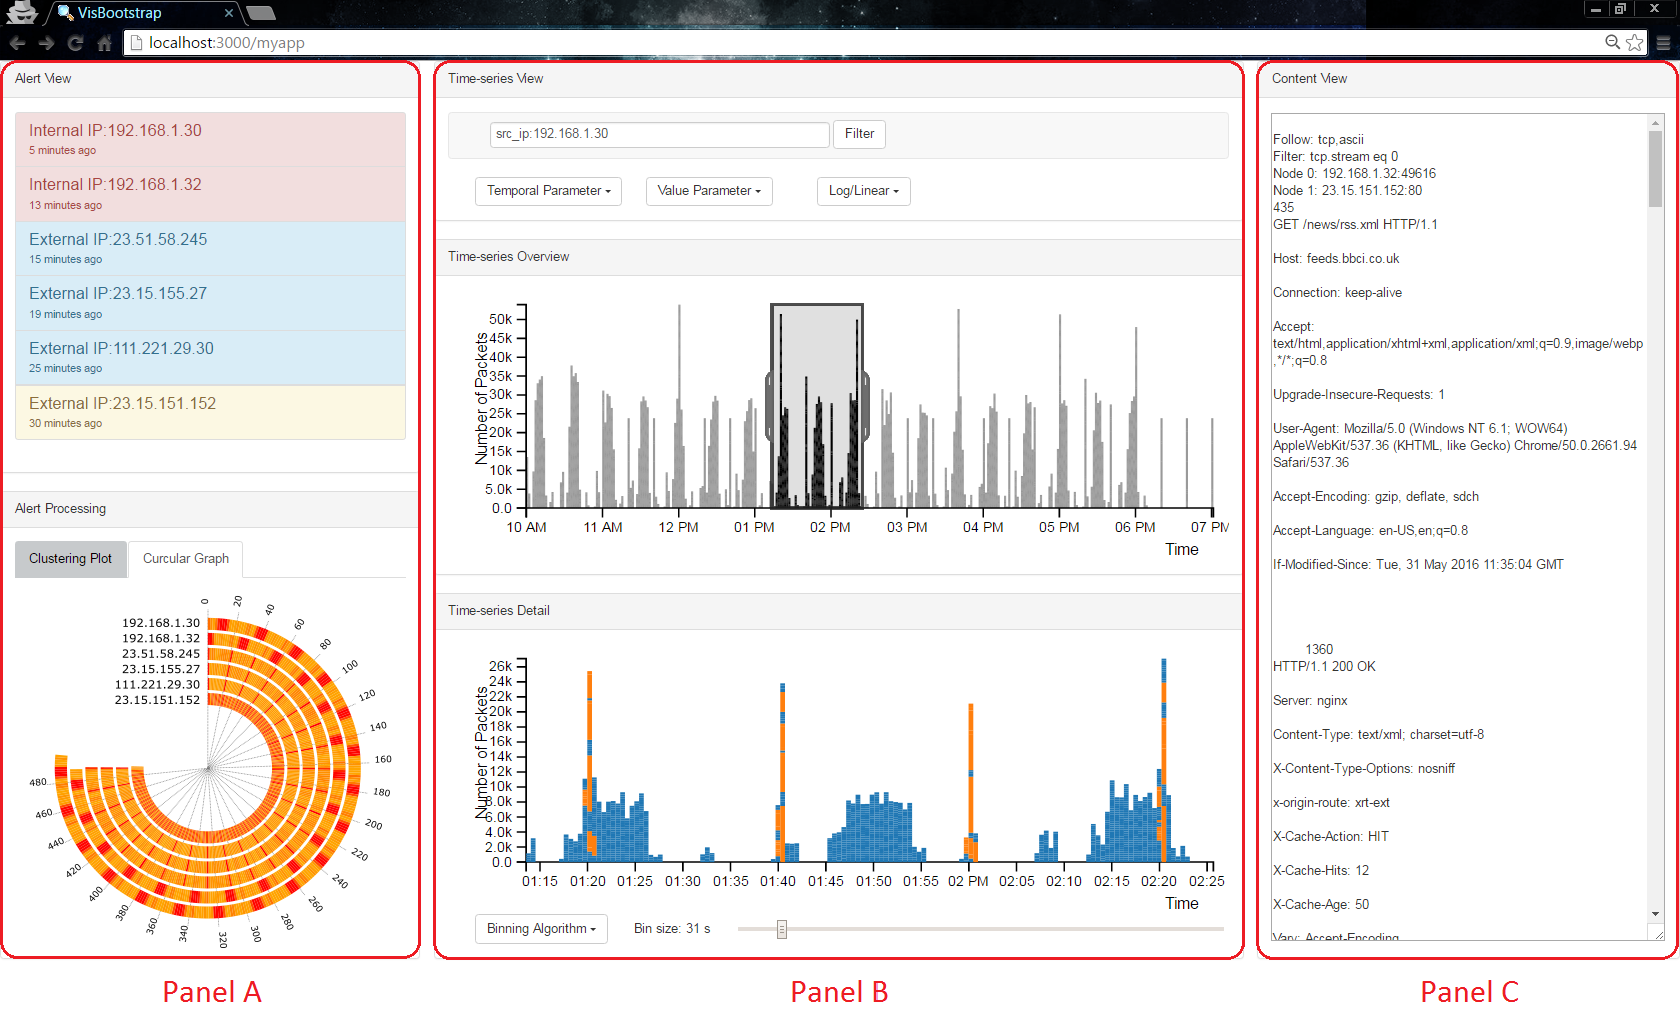 VisBootstrap
localhost:3000/myapp
Alert View
Internal IP:192.168.1.30
5 minutes ago
Internal IP:192.168.1.32
13 minutes ago
External IP:23.51.58.245
15 minutes ago
External IP:23.15.155.27
19 minutes ago
External IP:111.221.29.30
25 minutes ago
External IP:23.15.151.152
30 minutes ago
Alert Processing
Clustering Plot
Curcular Graph
192.168.1.30
192.168.1.32
23.51.58.245
23.15.155.27
111.221.29.30
23.15.151.152
0
20
40
60
80
100
120
140
160
180
200
220
240
260
280
300
320
340
360
380
400
420
440
460
480
Panel A
Time-series View
src_ip:192.168.1.30
Filter
Temporal Parameter
Value Parameter
Log/Linear
Time-series Overview
Number of Packets
50k
45k
40k
35k
30k
25k
20k
15k
10k
5.0k
0.0
10 AM 11 AM 12 PM 01 PM 02 PM 03 PM 04 PM 05 PM 06 PM 07 PM
Time
Time-series Detail
Number of Packets
26k
24k
22k
20k
18k
16k
14k
12k
10k
8.0k
6.0k
4.0k
2.0k
0.0
01:15 01:20 01:25 01:30 01:35 01:40 01:45 01:50 01:55 02 PM 02:05 02:10 02:15 02:20 02:25
Time
Binning Algorithm
Bin size: 31 s
Panel B
Content View
Follow: tcp,ascii
Filter: tcp.stream eq 0
Node 0: 192.168.1.32:49616
Node 1: 23.15.151.152:80
435
GET /news/rss.xml HTTP/1.1
Host: feeds.bbci.co.uk
Connection: keep-alive
Accept:
text/html,application/xhtml+xml,application/xml;q=0.9,image/webp
,*/*;q=0.8
Upgrade-Insecure-Requests: 1
User-Agent: Mozilla/5.0 (Windows NT 6.1; WOW64)
AppleWebKit/537.36 (KHTML, like Gecko) Chrome/50.0.2661.94
Safari/537.36
Accept-Encoding: gzip, deflate, sdch
Accept-Language: en-US,en;q=0.8
If-Modified-Since: Tue, 31 May 2016 11:35:04 GMT
1360
HTTP/1.1 200 OK
Server: nginx
Content-Type: text/xml; charset=utf-8
X-Content-Type-Options: nosniff
x-origin-route: xrt-ext
X-Cache-Action: HIT
X-Cache-Hits: 12
X-Cache-Age: 50
Vary: Accept-Encoding
Panel C